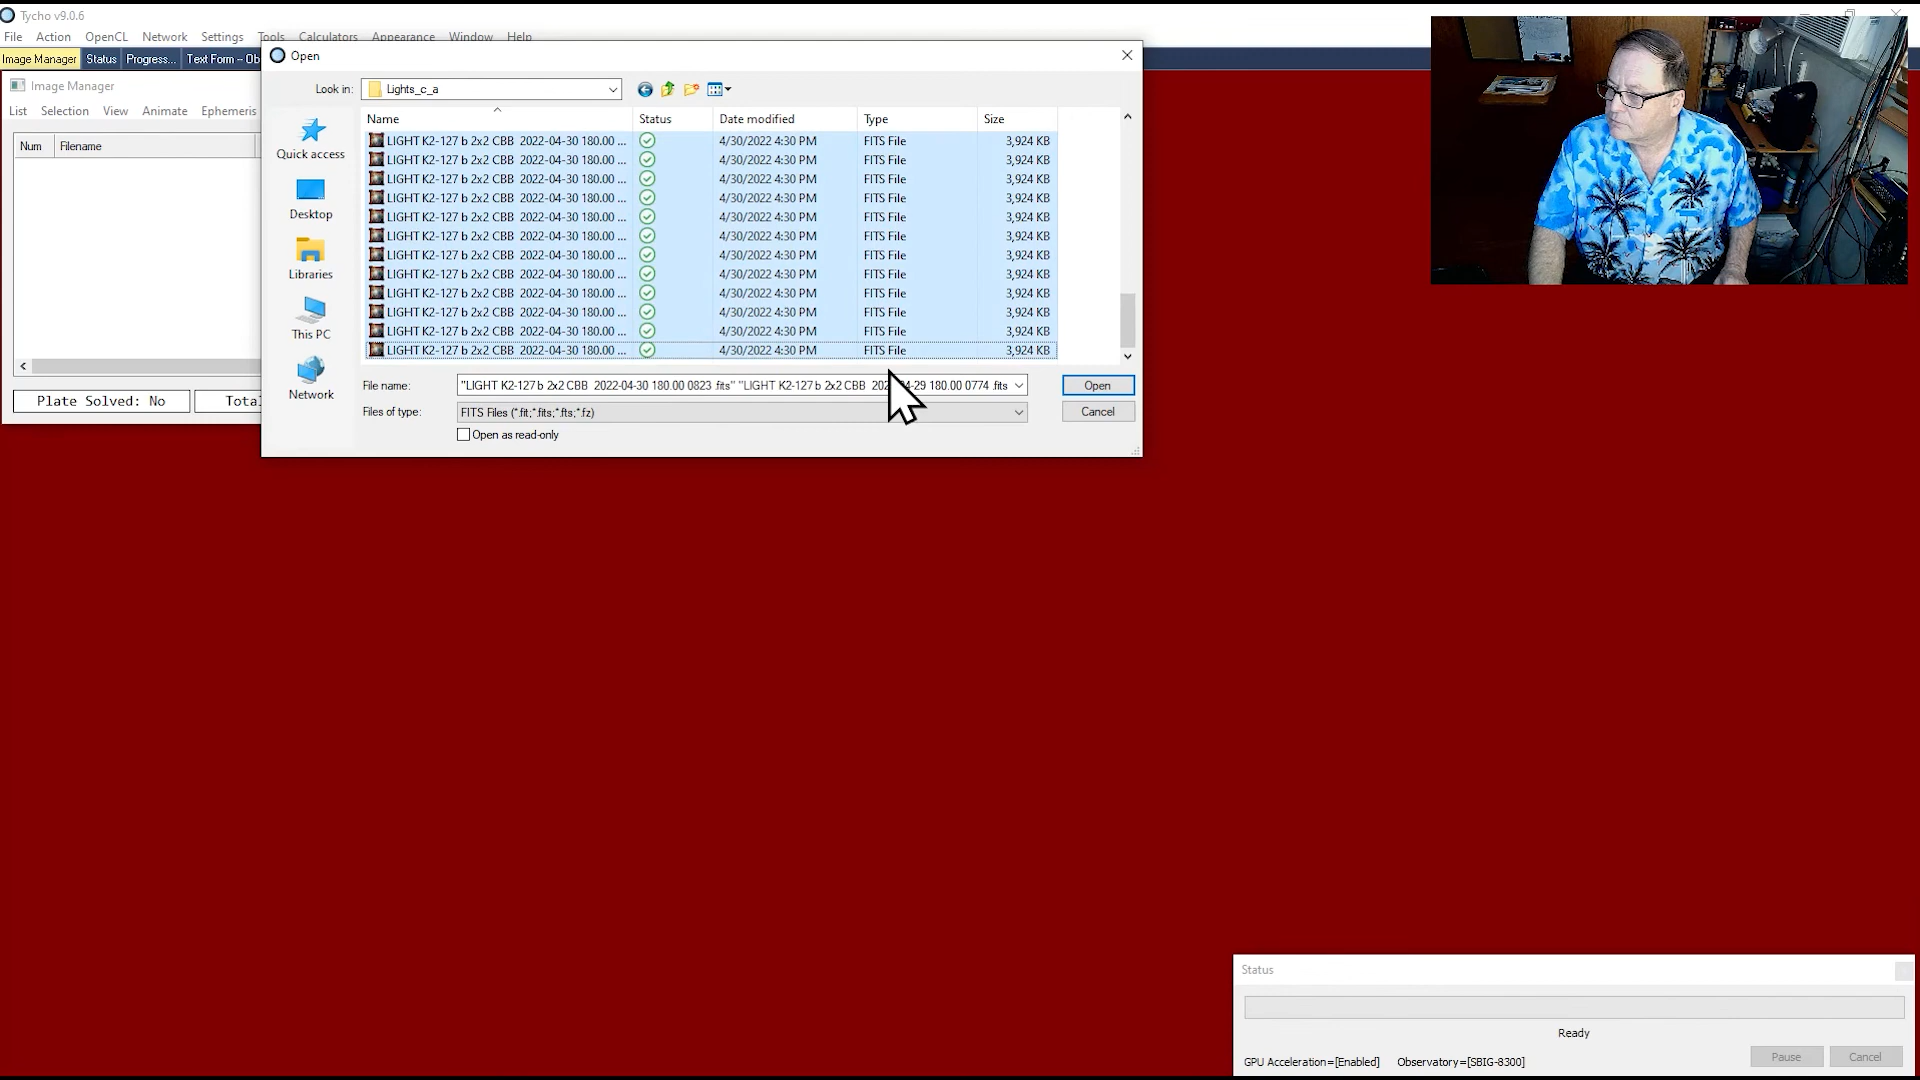 Tycho v9.0.6
File Action OpenCL Network Settings Tools Calculators Appearance Window Help
Image Manager Status Progress... Text Form -- Ob
Open
Image Manager
Look in: Lights_c_a
List Selection View Animate Ephemeris
Name Status Date modified Type Size
Num Filename
LIGHT K2-127 b 2x2 CBB 2022-04-30 180.00 ... 4/30/2022 4:30 PM FITS File 3,924 KB
LIGHT K2-127 b 2x2 CBB 2022-04-30 180.00 ... 4/30/2022 4:30 PM FITS File 3,924 KB
LIGHT K2-127 b 2x2 CBB 2022-04-30 180.00 ... 4/30/2022 4:30 PM FITS File 3,924 KB
LIGHT K2-127 b 2x2 CBB 2022-04-30 180.00 ... 4/30/2022 4:30 PM FITS File 3,924 KB
LIGHT K2-127 b 2x2 CBB 2022-04-30 180.00 ... 4/30/2022 4:30 PM FITS File 3,924 KB
LIGHT K2-127 b 2x2 CBB 2022-04-30 180.00 ... 4/30/2022 4:30 PM FITS File 3,924 KB
LIGHT K2-127 b 2x2 CBB 2022-04-30 180.00 ... 4/30/2022 4:30 PM FITS File 3,924 KB
LIGHT K2-127 b 2x2 CBB 2022-04-30 180.00 ... 4/30/2022 4:30 PM FITS File 3,924 KB
LIGHT K2-127 b 2x2 CBB 2022-04-30 180.00 ... 4/30/2022 4:30 PM FITS File 3,924 KB
LIGHT K2-127 b 2x2 CBB 2022-04-30 180.00 ... 4/30/2022 4:30 PM FITS File 3,924 KB
LIGHT K2-127 b 2x2 CBB 2022-04-30 180.00 ... 4/30/2022 4:30 PM FITS File 3,924 KB
LIGHT K2-127 b 2x2 CBB 2022-04-30 180.00 ... 4/30/2022 4:30 PM FITS File 3,924 KB
Quick access
Desktop
Libraries
This PC
Network
File name: "LIGHT K2-127 b 2x2 CBB 2022-04-30 180.00 0823 .fits" "LIGHT K2-127 b 2x2 CBB 4-29 180.00 0774 .fits Open
Plate Solved: No Total
Files of type: FITS Files (*.fit;*.fits;*.fts;*.fz) Cancel
Open as read-only
Status
Ready
GPU Acceleration=[Enabled] Observatory=[SBIG-8300] Pause Cancel